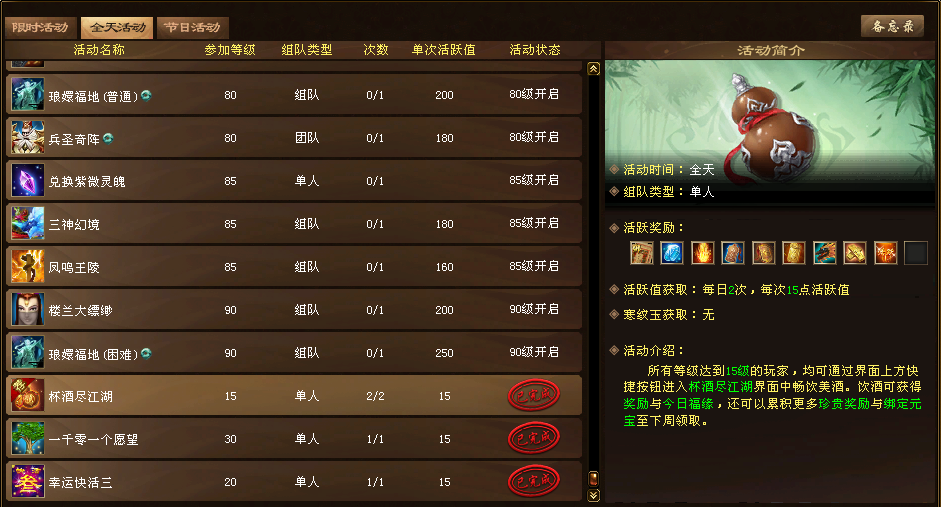 限时活动 全天活动 节日活动 备忘录
活动名称 参加等级 组队类型 次数 单次活跃值 活动状态
琅嬛福地(普通) 80 组队 0/1 200 80级开启
兵圣奇阵 80 团队 0/1 180 80级开启
兑换紫微灵魄 85 单人 0/1 85级开启
三神幻境 85 组队 0/1 180 85级开启
凤鸣王陵 85 组队 0/1 160 85级开启
楼兰大缥缈 90 组队 0/1 200 90级开启
琅嬛福地(困难) 90 组队 0/1 250 90级开启
杯酒尽江湖 15 单人 2/2 15 已完成
一千零一个愿望 30 单人 1/1 15 已完成
幸运快活三 20 单人 1/1 15 已完成
活动简介
活动时间：全天
组队类型：单人
活跃奖励：
活跃值获取：每日2次，每次15点活跃值
寒纹玉获取：无
活动介绍：
所有等级达到15级的玩家，均可通过界面上方快
捷按钮进入杯酒尽江湖界面中畅饮美酒。饮酒可获得
奖励与今日福缘，还可以累积更多珍贵奖励与绑定元
宝至下周领取。